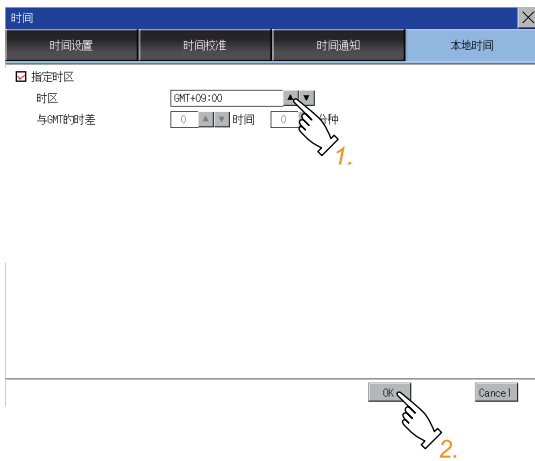 时间
时间设置 时间校准 时间通知 本地时间
指定时区
时区 GMT+09:00
与GMT的时差 0 时间 0 分种
1.
OK Cancel
2.